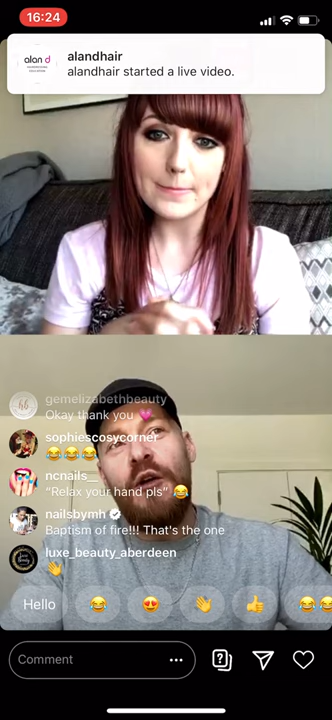 16:24
alan d
alandhair
alandhair started a live video.
gemelizabethbeauty
Okay thank you 💓
sophiescosycorner
😂😂😂
ncnails__
“Relax your hand pls” 😂
nailsbymh
Baptism of fire!!! That's the one
luxe_beauty_aberdeen
👋
Hello 😂 😍 👋 👍 😂😂
Comment